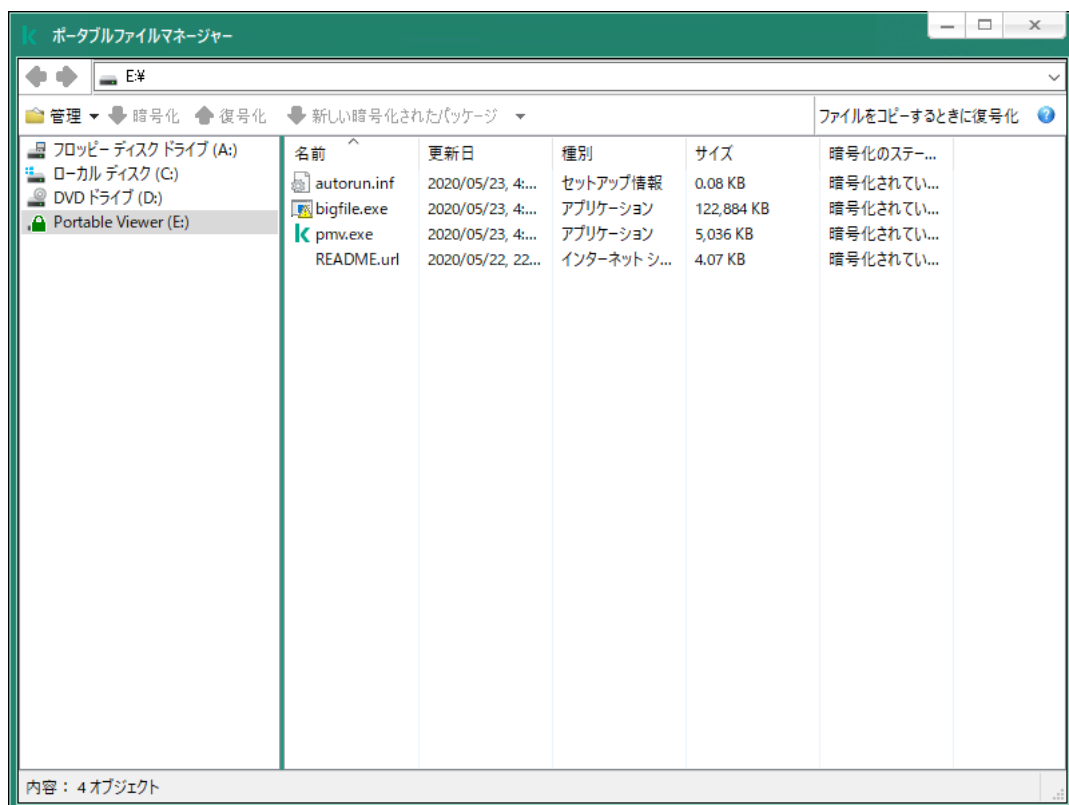 ポータブルファイルマネージャー
E:¥
管理 暗号化 復号化 新しい暗号化されたパッケージ ファイルをコピーするときに復号化
フロッピー ディスク ドライブ (A:)
ローカル ディスク (C:)
DVD ドライブ (D:)
Portable Viewer (E:)
名前 更新日 種別 サイズ 暗号化のステー...
autorun.inf 2020/05/23, 4:... セットアップ情報 0.08 KB 暗号化されてい...
bigfile.exe 2020/05/23, 4:... アプリケーション 122,884 KB 暗号化されてい...
pmv.exe 2020/05/23, 4:... アプリケーション 5,036 KB 暗号化されてい...
README.url 2020/05/22, 22... インターネット シ... 4.07 KB 暗号化されてい...
内容： 4 オブジェクト